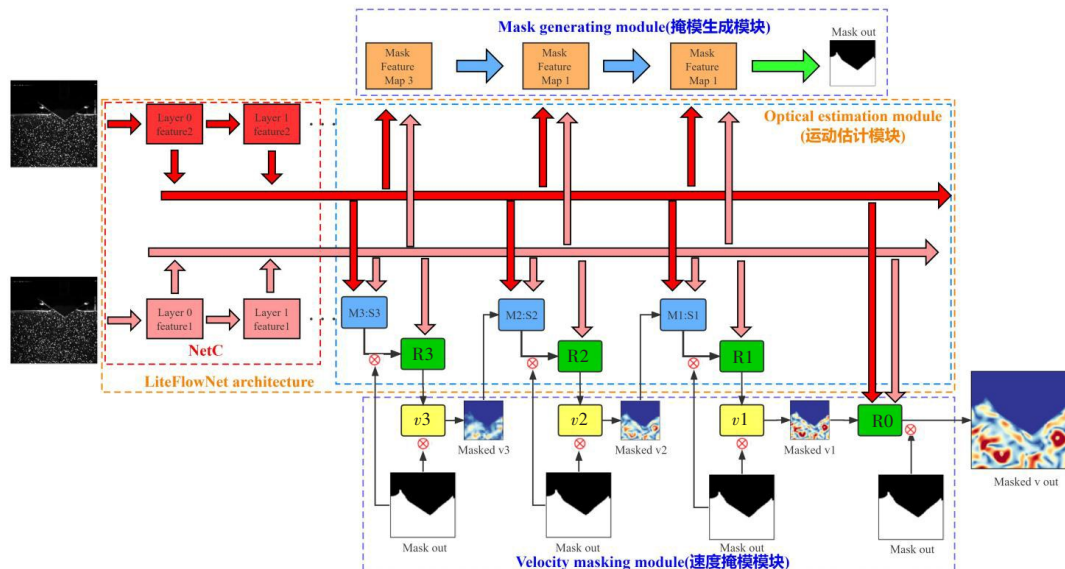 Mask generating module(掩模生成模块)
Mask out
Mask
Feature
Map 3
Mask
Feature
Map 1
Mask
Feature
Map 1
Layer 0
feature2
Layer 1
feature2
Optical estimation module
(运动估计模块)
Layer 0
feature1
Layer 1
feature1
NetC
LiteFlowNet architecture
M3:S3
M2:S2
M1:S1
R3
R2
R1
v3
Masked v3
v2
Masked v2
v1
Masked v1
R0
Masked v out
Mask out
Mask out
Mask out
Mask out
Velocity masking module(速度掩模模块)